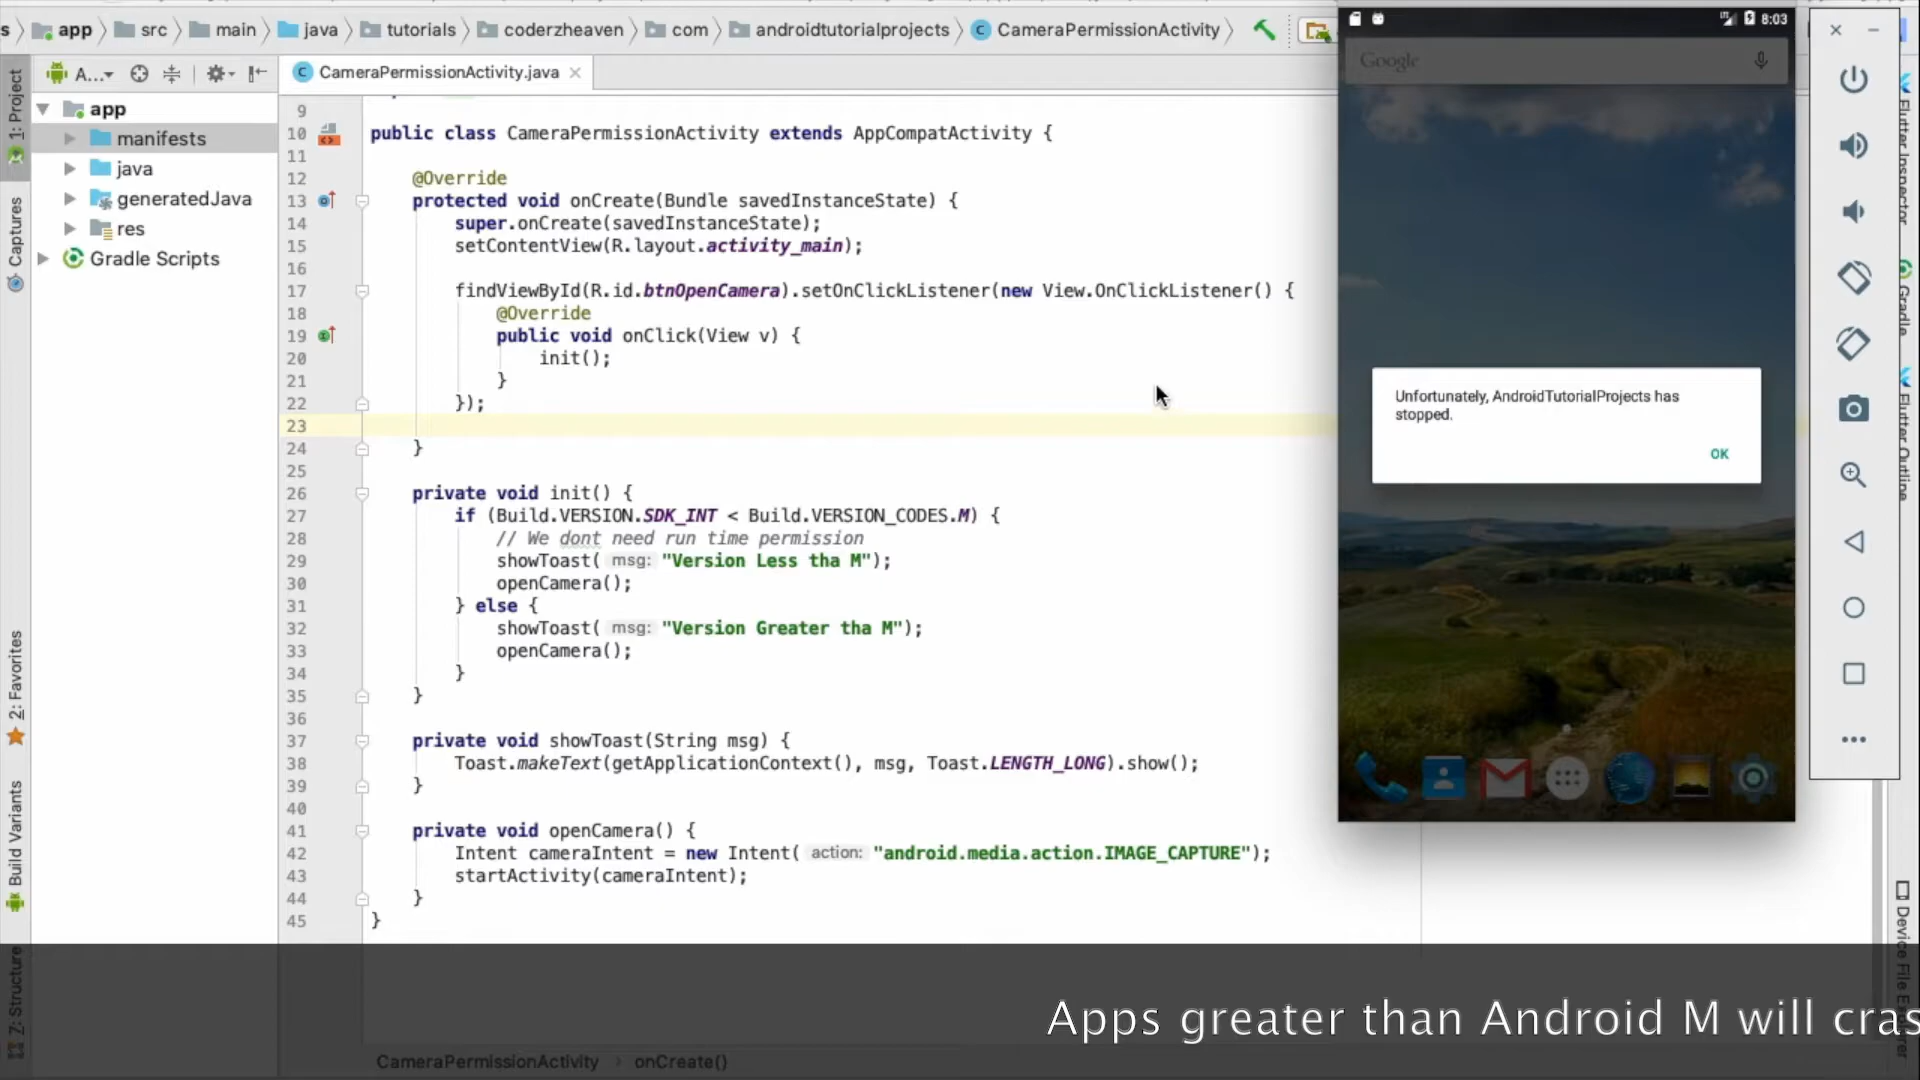 app
src
main
java
tutorials
coderzheaven
com
androidtutorialprojects
CameraPermissionActivity
A...
CameraPermissionActivity.java
1: Project
Captures
2: Favorites
Build Variants
Z: Structure
app
manifests
java
generatedJava
res
Gradle Scripts
9
10 public class CameraPermissionActivity extends AppCompatActivity {
11
12 @Override
13 protected void onCreate(Bundle savedInstanceState) {
14 super.onCreate(savedInstanceState);
15 setContentView(R.layout.activity_main);
16
17 findViewById(R.id.btnOpenCamera).setOnClickListener(new View.OnClickListener() {
18 @Override
19 public void onClick(View v) {
20 init();
21 }
22 });
23
24 }
25
26 private void init() {
27 if (Build.VERSION.SDK_INT < Build.VERSION_CODES.M) {
28 // We dont need run time permission
29 showToast( msg: "Version Less tha M");
30 openCamera();
31 } else {
32 showToast( msg: "Version Greater tha M");
33 openCamera();
34 }
35 }
36
37 private void showToast(String msg) {
38 Toast.makeText(getApplicationContext(), msg, Toast.LENGTH_LONG).show();
39 }
40
41 private void openCamera() {
42 Intent cameraIntent = new Intent( action: "android.media.action.IMAGE_CAPTURE");
43 startActivity(cameraIntent);
44 }
45 }
CameraPermissionActivity > onCreate()
LTE 8:03
Google
Unfortunately, AndroidTutorialProjects has
stopped.
OK
Flutter Inspector
Gradle
Flutter Outline
Device File Explorer
Apps greater than Android M will cras